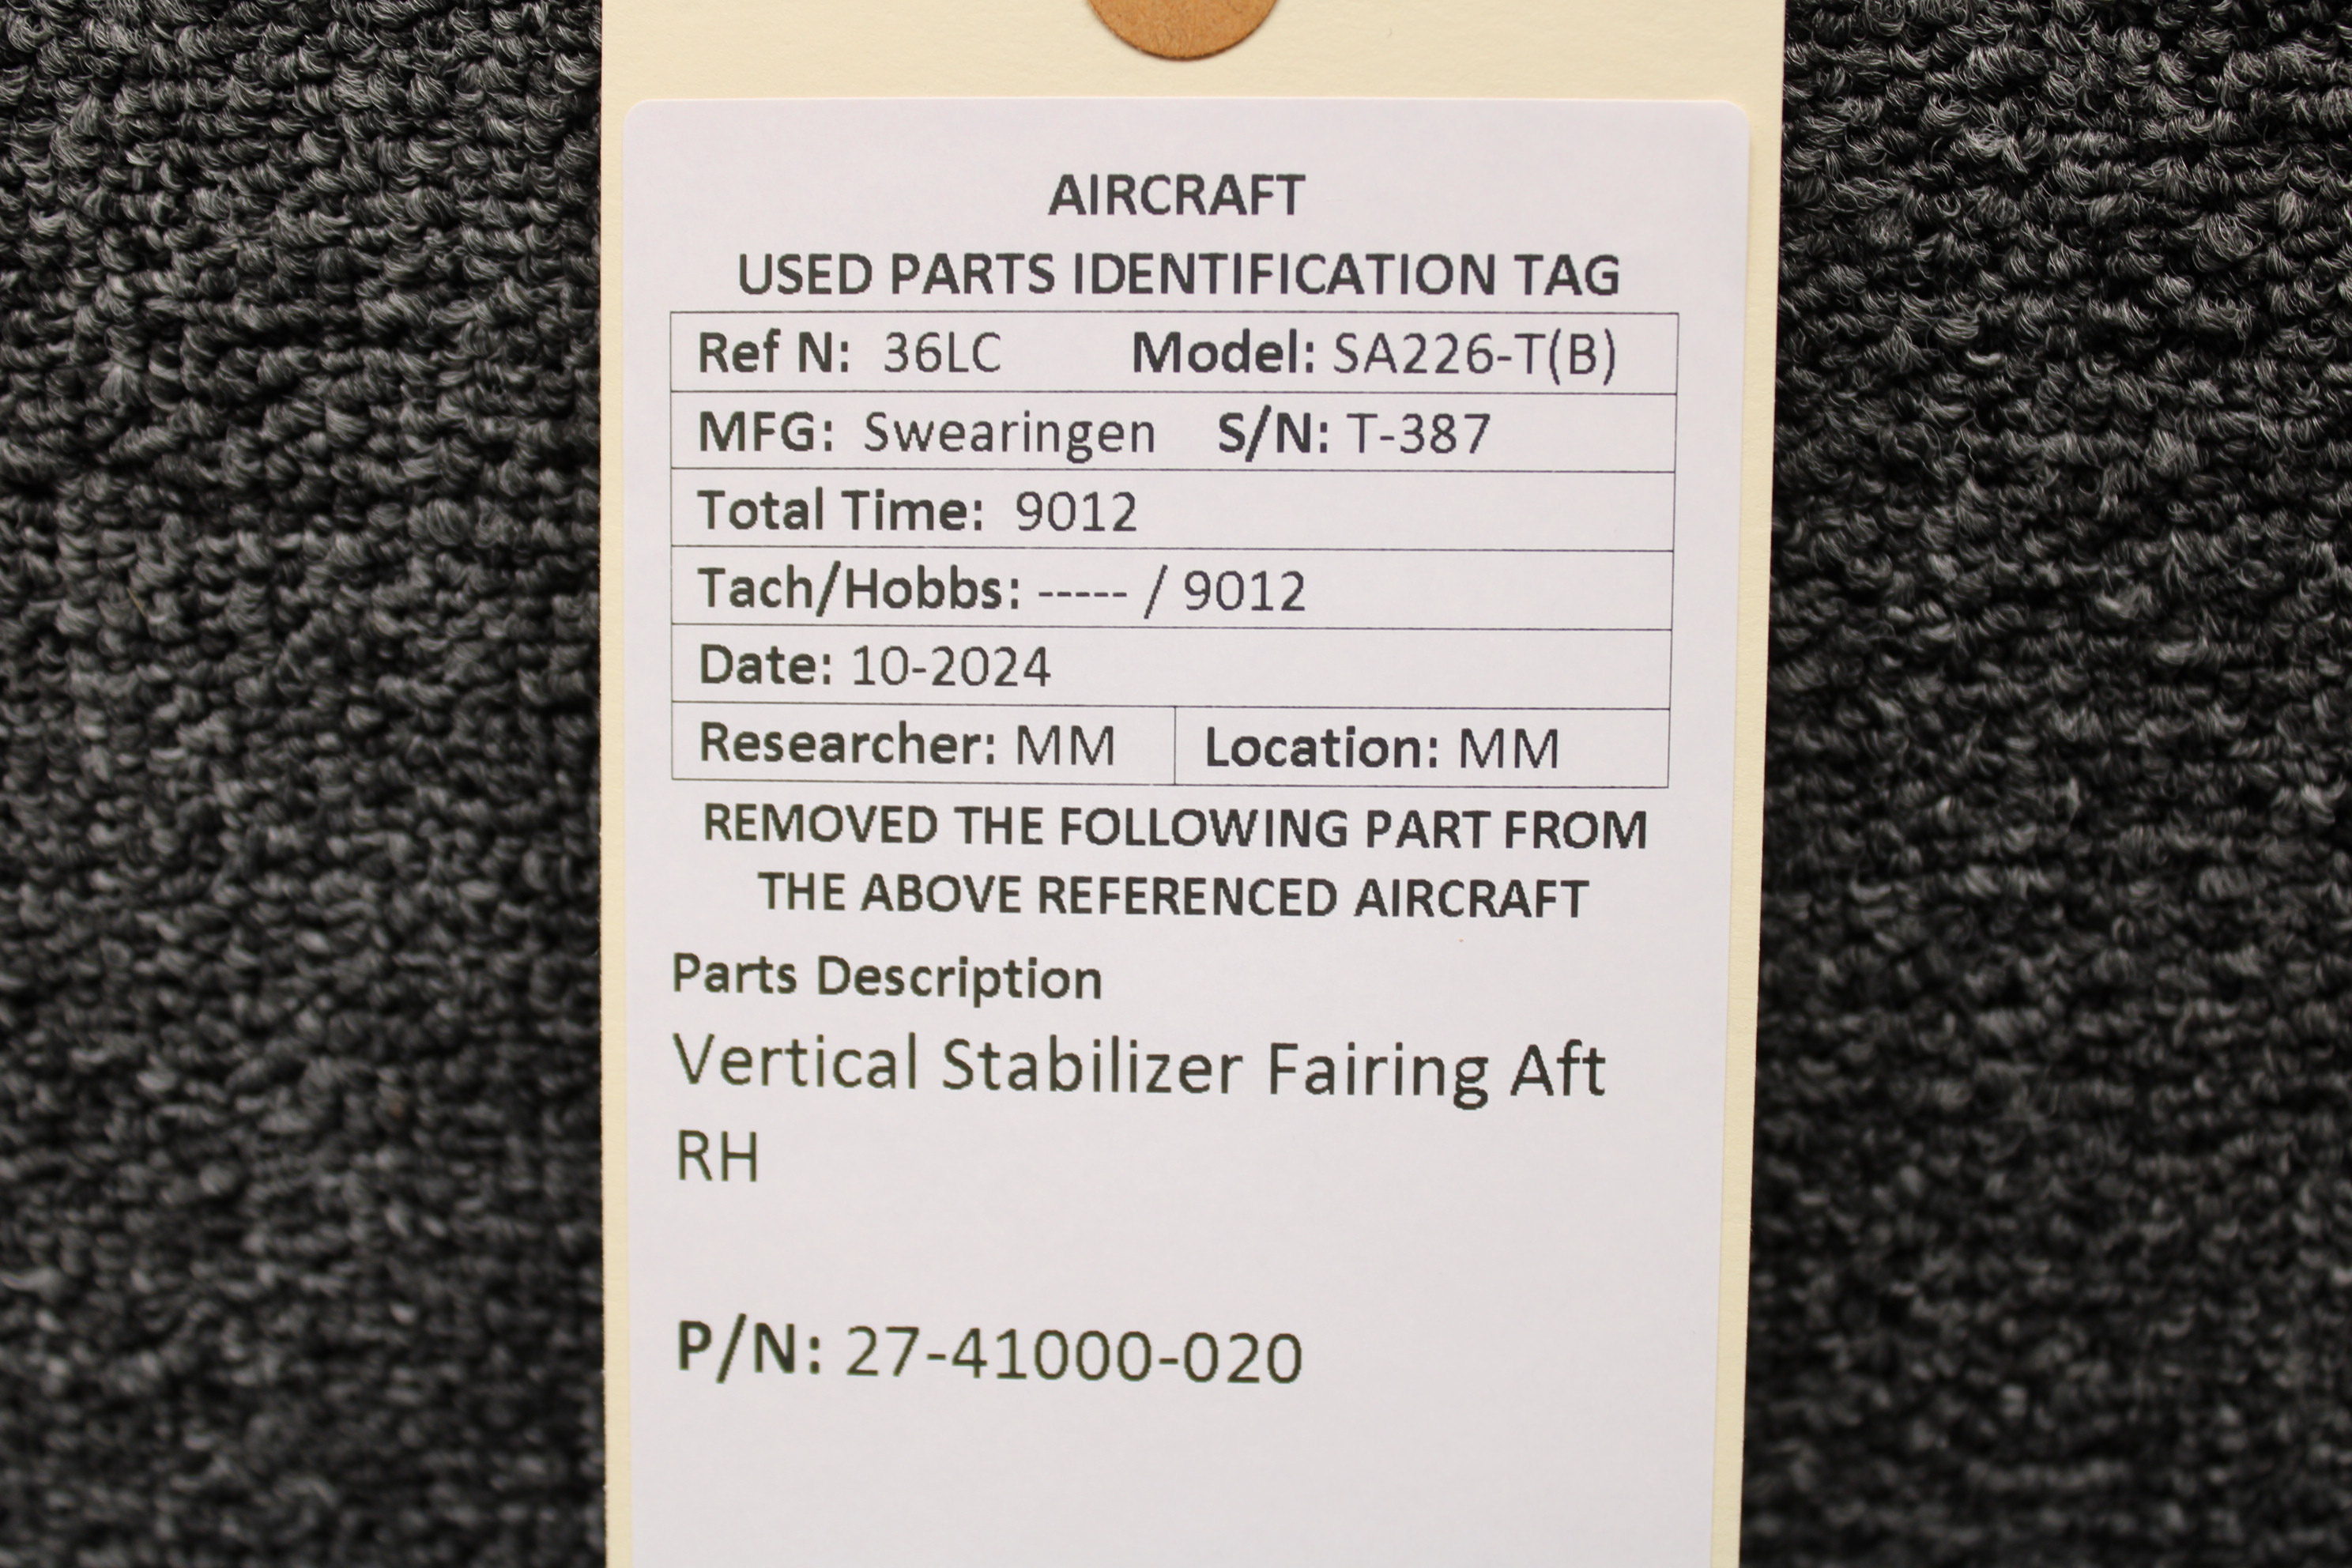 AIRCRAFT
USED PARTS IDENTIFICATION TAG
Ref N: 36LC Model: SA226-T(B)
MFG: Swearingen S/N: T-387
Total Time: 9012
Tach/Hobbs: ----- / 9012
Date: 10-2024
Researcher: MM Location: MM
REMOVED THE FOLLOWING PART FROM
THE ABOVE REFERENCED AIRCRAFT
Parts Description
Vertical Stabilizer Fairing Aft
RH
P/N: 27-41000-020